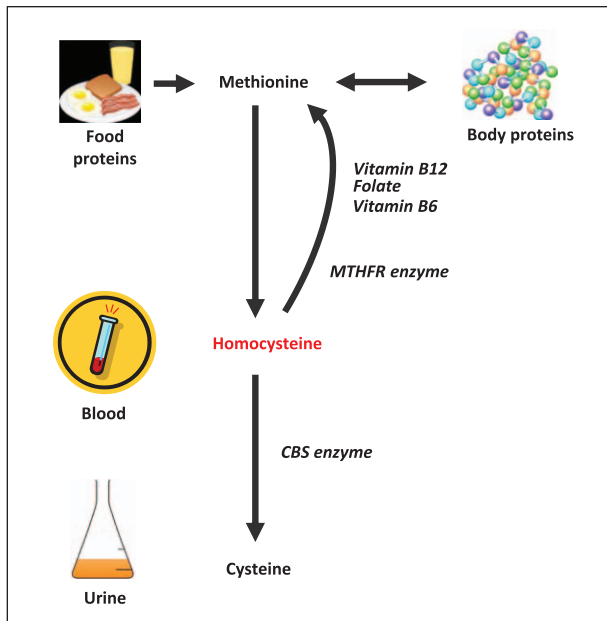 Methionine
Food
proteins
Body proteins
Vitamin B12
Folate
Vitamin B6
MTHFR enzyme
Homocysteine
Blood
CBS enzyme
Cysteine
Urine